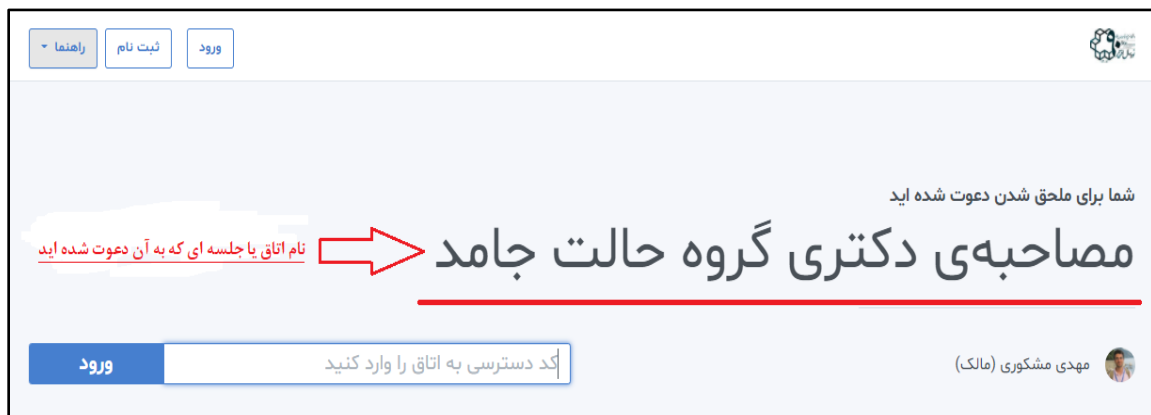 ورود
ثبت نام
راهنما
شما برای ملحق شدن دعوت شده اید
مصاحبه‌ی دکتری گروه حالت جامد
نام اتاق یا جلسه ای که به آن دعوت شده اید
مهدی مشکوری (مالک)
کد دسترسی به اتاق را وارد کنید
ورود